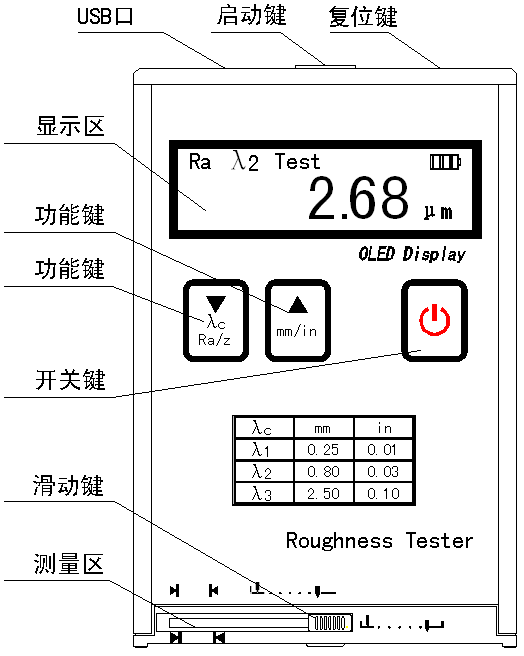 USB口 启动键 复位键
显示区
Ra λ2 Test
2.68 μm
功能键
OLED Display
功能键
λc
Ra/z
mm/in
开关键
λc mm in
λ1 0.25 0.01
λ2 0.80 0.03
λ3 2.50 0.10
滑动键
Roughness Tester
测量区